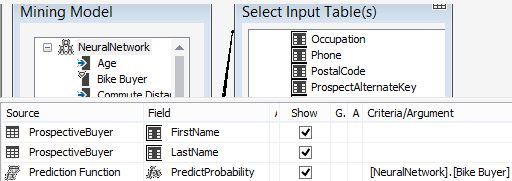 Mining Model
Select Input Table(s)
NeuralNetwork
Age
Bike Buyer
Commute Distan
Occupation
Phone
PostalCode
ProspectAlternateKey
Source Field A Show G. A Criteria/Argument
ProspectiveBuyer FirstName
ProspectiveBuyer LastName
Prediction Function PredictProbability [NeuralNetwork].[Bike Buyer]